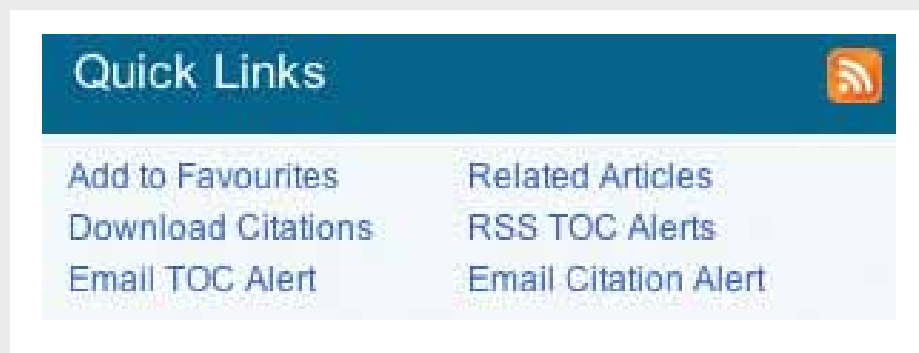 Quick Links
Add to Favourites Related Articles
Download Citations RSS TOC Alerts
Email TOC Alert Email Citation Alert